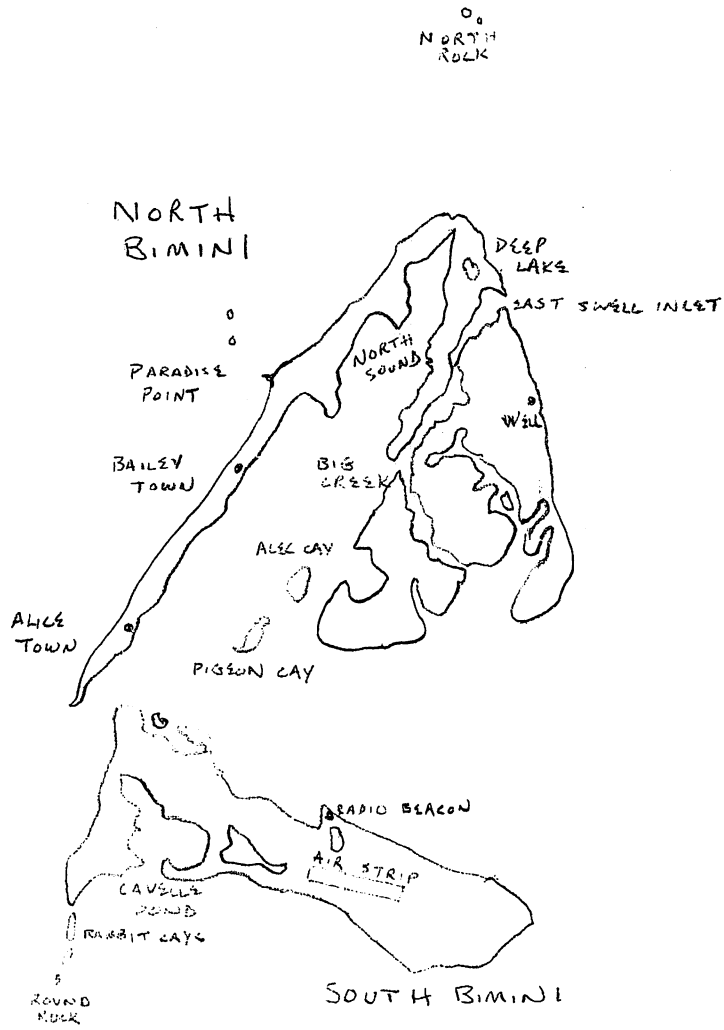 NORTH
ROCK
NORTH
BIMINI
DEEP
LAKE
EAST SWELL INLET
NORTH
SOUND
PARADISE
POINT
WELL
BAILEY
TOWN
BIG
CREEK
ALEC CAY
ALICE
TOWN
PIGEON CAY
RADIO BEACON
AIR STRIP
CAVELLE
POND
RABBIT CAYS
ROUND
ROCK
SOUTH BIMINI